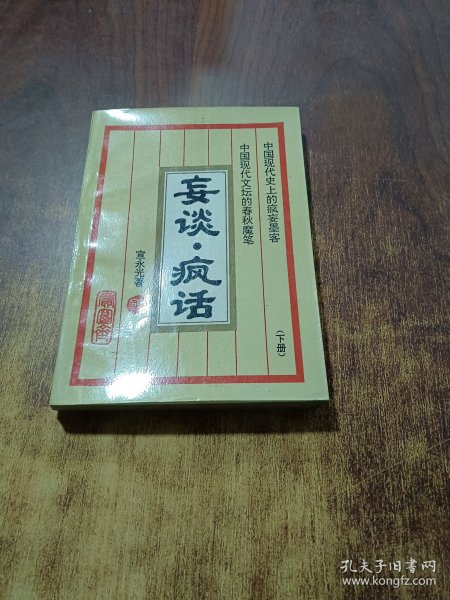 中国现代史上的疯妄墨客
中国现代文坛的春秋魔笔
妄谈·疯话
宣永光著
（下册）
孔夫子旧书网
www.kongfz.com